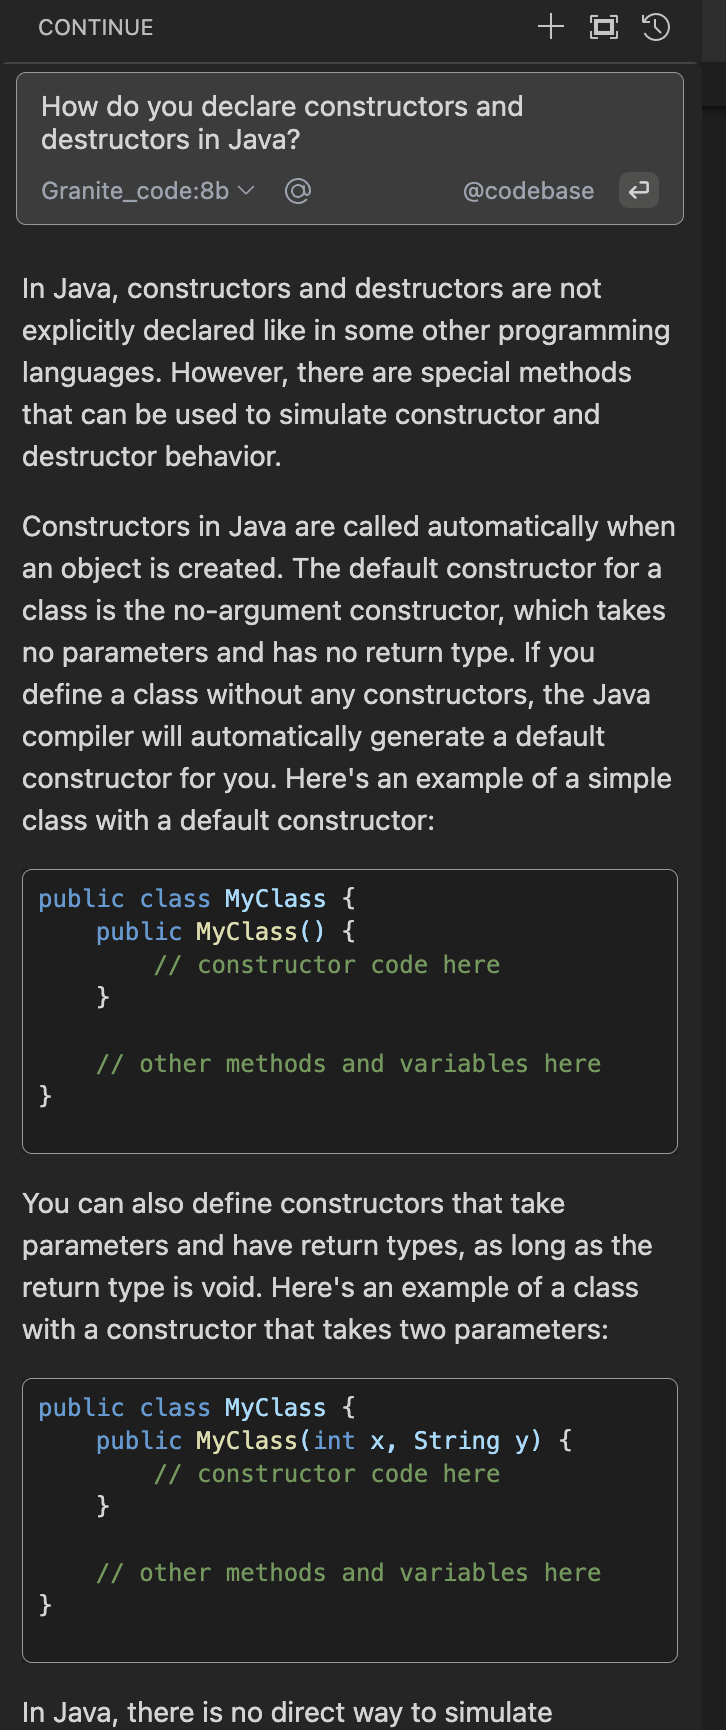 CONTINUE
How do you declare constructors and
destructors in Java?
Granite_code:8b @ @codebase
In Java, constructors and destructors are not
explicitly declared like in some other programming
languages. However, there are special methods
that can be used to simulate constructor and
destructor behavior.
Constructors in Java are called automatically when
an object is created. The default constructor for a
class is the no-argument constructor, which takes
no parameters and has no return type. If you
define a class without any constructors, the Java
compiler will automatically generate a default
constructor for you. Here's an example of a simple
class with a default constructor:
public class MyClass {
    public MyClass() {
        // constructor code here
    }
    // other methods and variables here
}
You can also define constructors that take
parameters and have return types, as long as the
return type is void. Here's an example of a class
with a constructor that takes two parameters:
public class MyClass {
    public MyClass(int x, String y) {
        // constructor code here
    }
    // other methods and variables here
}
In Java, there is no direct way to simulate